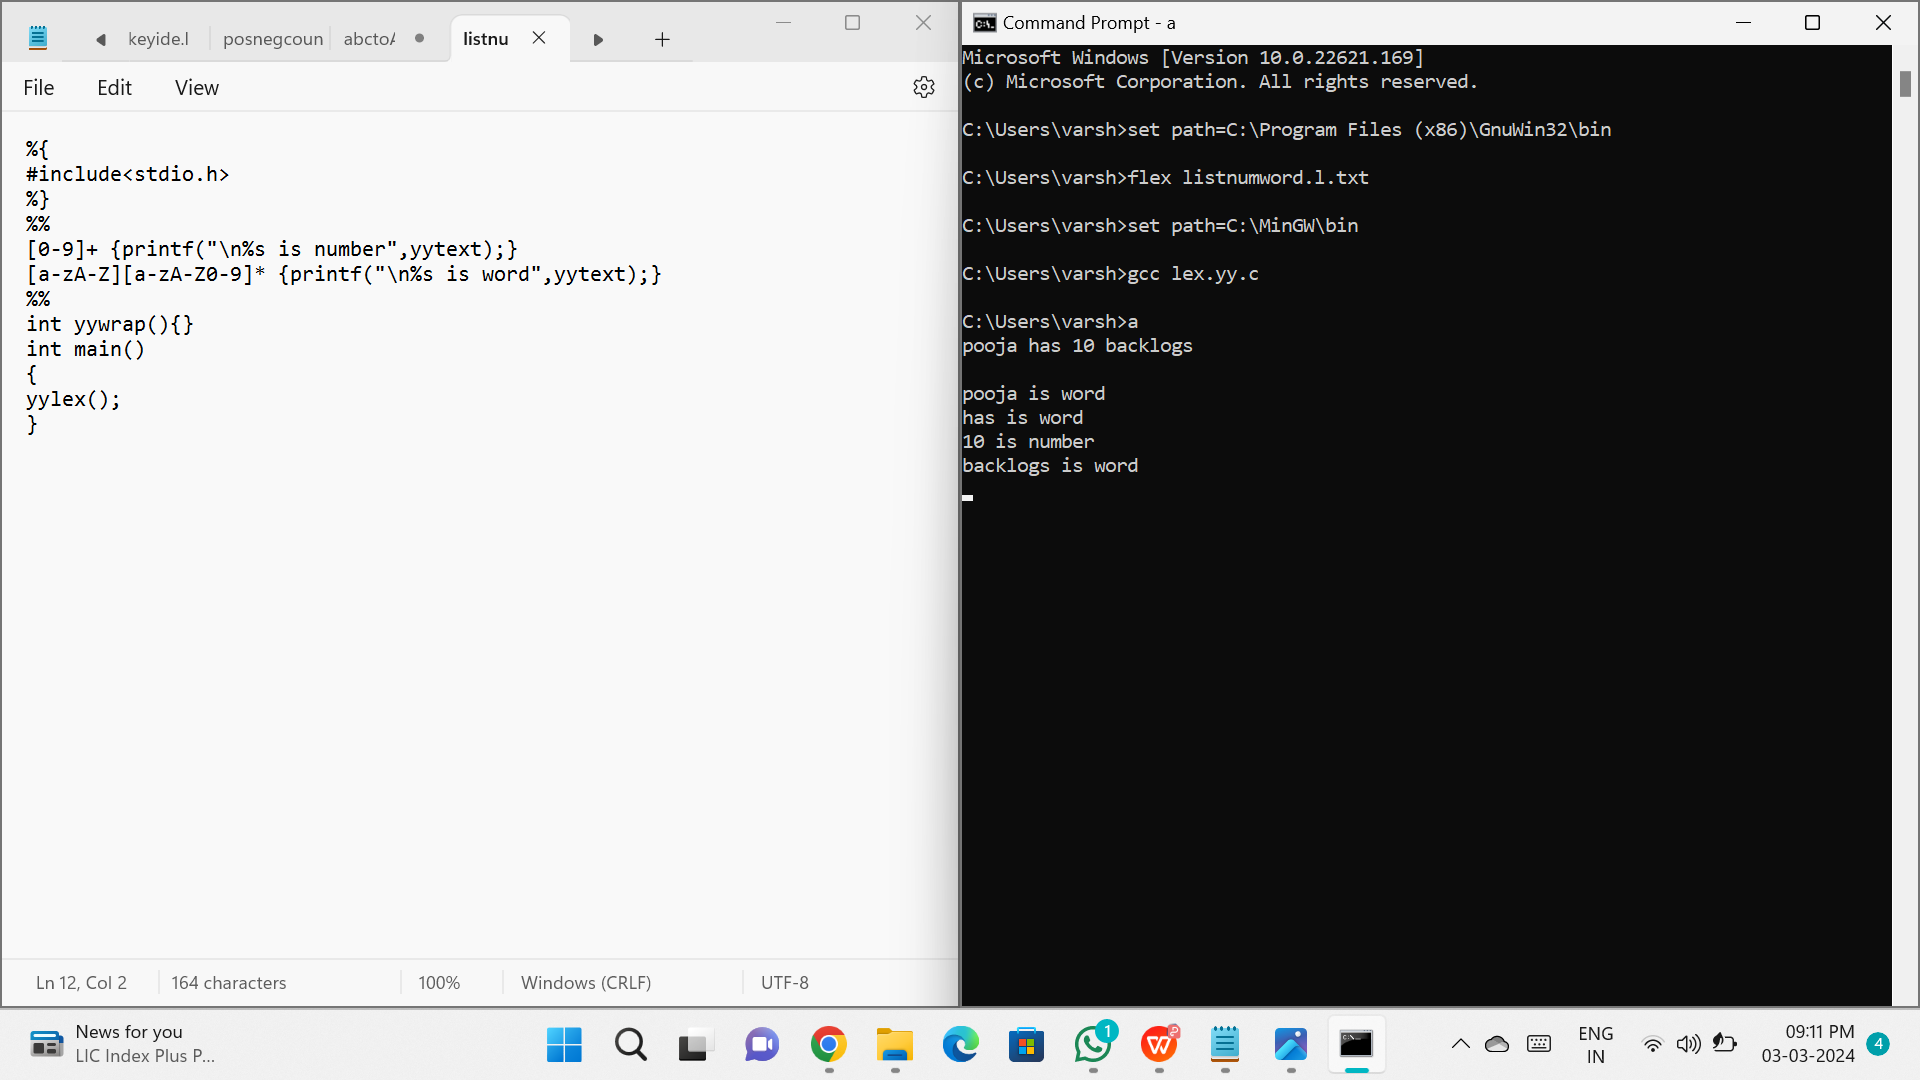 keyide.l posnegcoun abcto listnu
File Edit View
%{
#include<stdio.h>
%}
%%
[0-9]+ {printf("\n%s is number",yytext);}
[a-zA-Z][a-zA-Z0-9]* {printf("\n%s is word",yytext);}
%%
int yywrap(){}
int main()
{
yylex();
}
Ln 12, Col 2 164 characters 100% Windows (CRLF) UTF-8
Command Prompt - a
Microsoft Windows [Version 10.0.22621.169]
(c) Microsoft Corporation. All rights reserved.
C:\Users\varsh>set path=C:\Program Files (x86)\GnuWin32\bin
C:\Users\varsh>flex listnumword.l.txt
C:\Users\varsh>set path=C:\MinGW\bin
C:\Users\varsh>gcc lex.yy.c
C:\Users\varsh>a
pooja has 10 backlogs
pooja is word
has is word
10 is number
backlogs is word
News for you
LIC Index Plus P...
1
ENG
IN
09:11 PM
03-03-2024
4